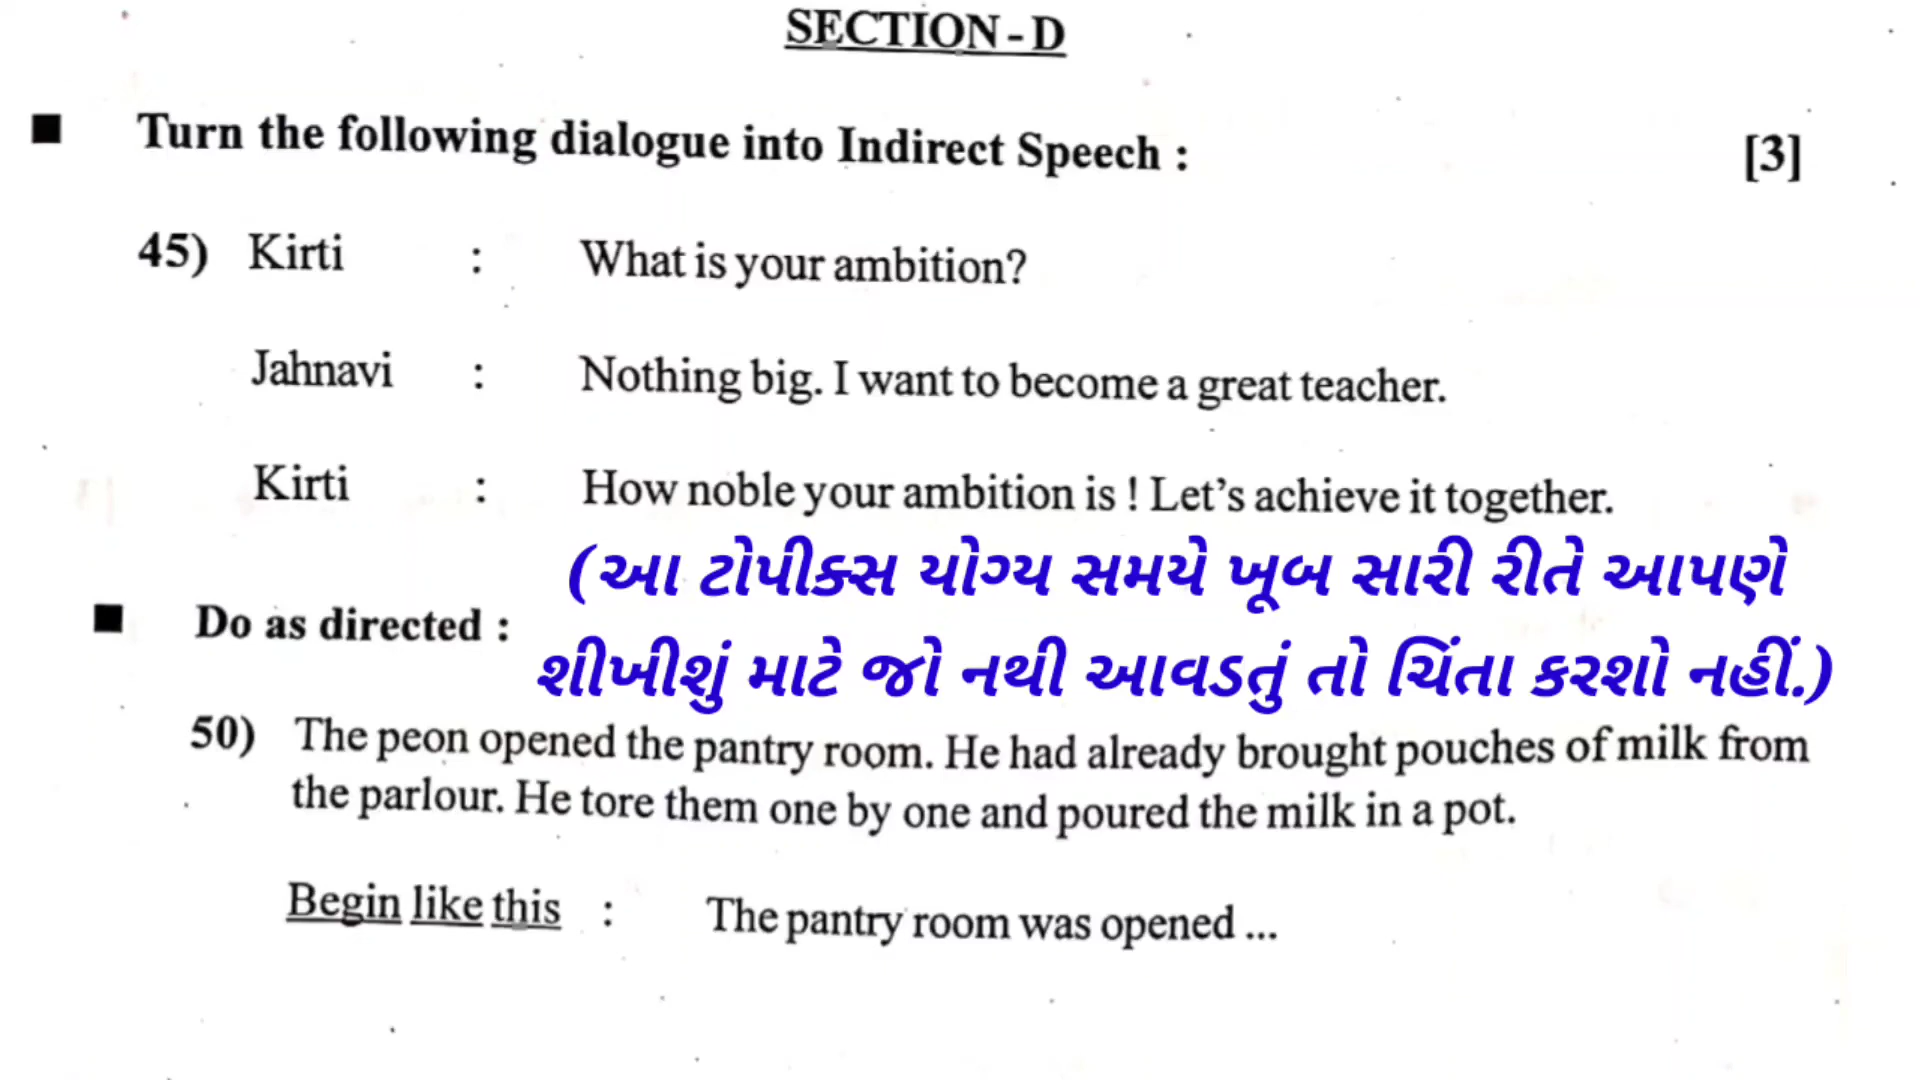 SECTION - D
■ Turn the following dialogue into Indirect Speech : [3]
45) Kirti : What is your ambition?
Jahnavi : Nothing big. I want to become a great teacher.
Kirti : How noble your ambition is ! Let's achieve it together.
(આ ટોપીક્સ યોગ્ય સમયે ખૂબ સારી રીતે આપણે
■ Do as directed :
શીખીશું માટે જો નથી આવડતું તો ચિંતા કરશો નહીં.)
50) The peon opened the pantry room. He had already brought pouches of milk from
the parlour. He tore them one by one and poured the milk in a pot.
Begin like this : The pantry room was opened ...